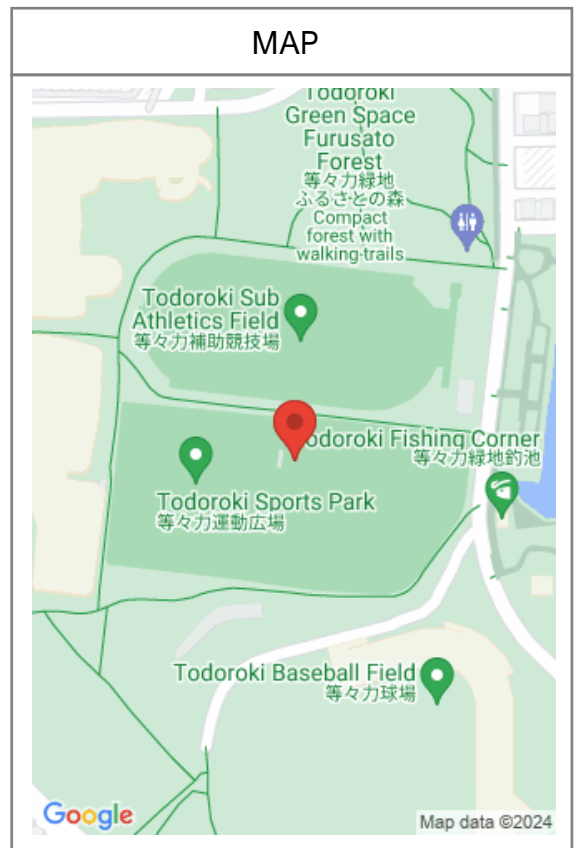 MAP
Todoroki
Green Space
Furusato
Forest
等々力緑地
ふるさとの森
Compact
forest with
walking-trails
Todoroki Sub
Athletics Field
等々力補助競技場
odoroki Fishing Corner
等々力緑地釣池
Todoroki Sports Park
等々力運動広場
Todoroki Baseball Field
等々力球場
Google
Map data ©2024